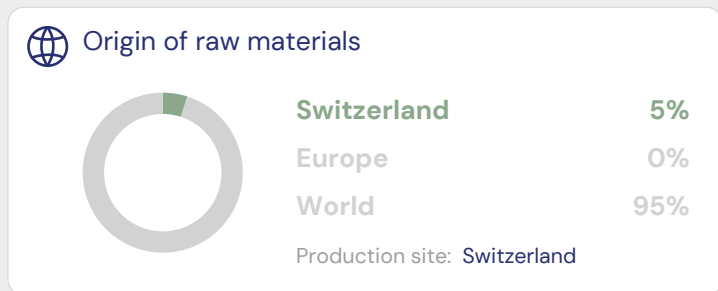 Origin of raw materials
Switzerland 5%
Europe 0%
World 95%
Production site: Switzerland